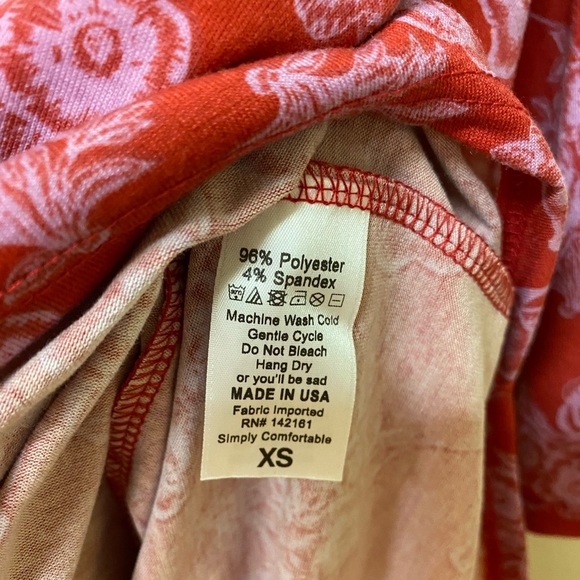 96% Polyester
4% Spandex
Machine Wash Cold
Gentle Cycle
Do Not Bleach
Hang Dry
or you'll be sad
MADE IN USA
Fabric Imported
RN# 142161
Simply Comfortable
XS